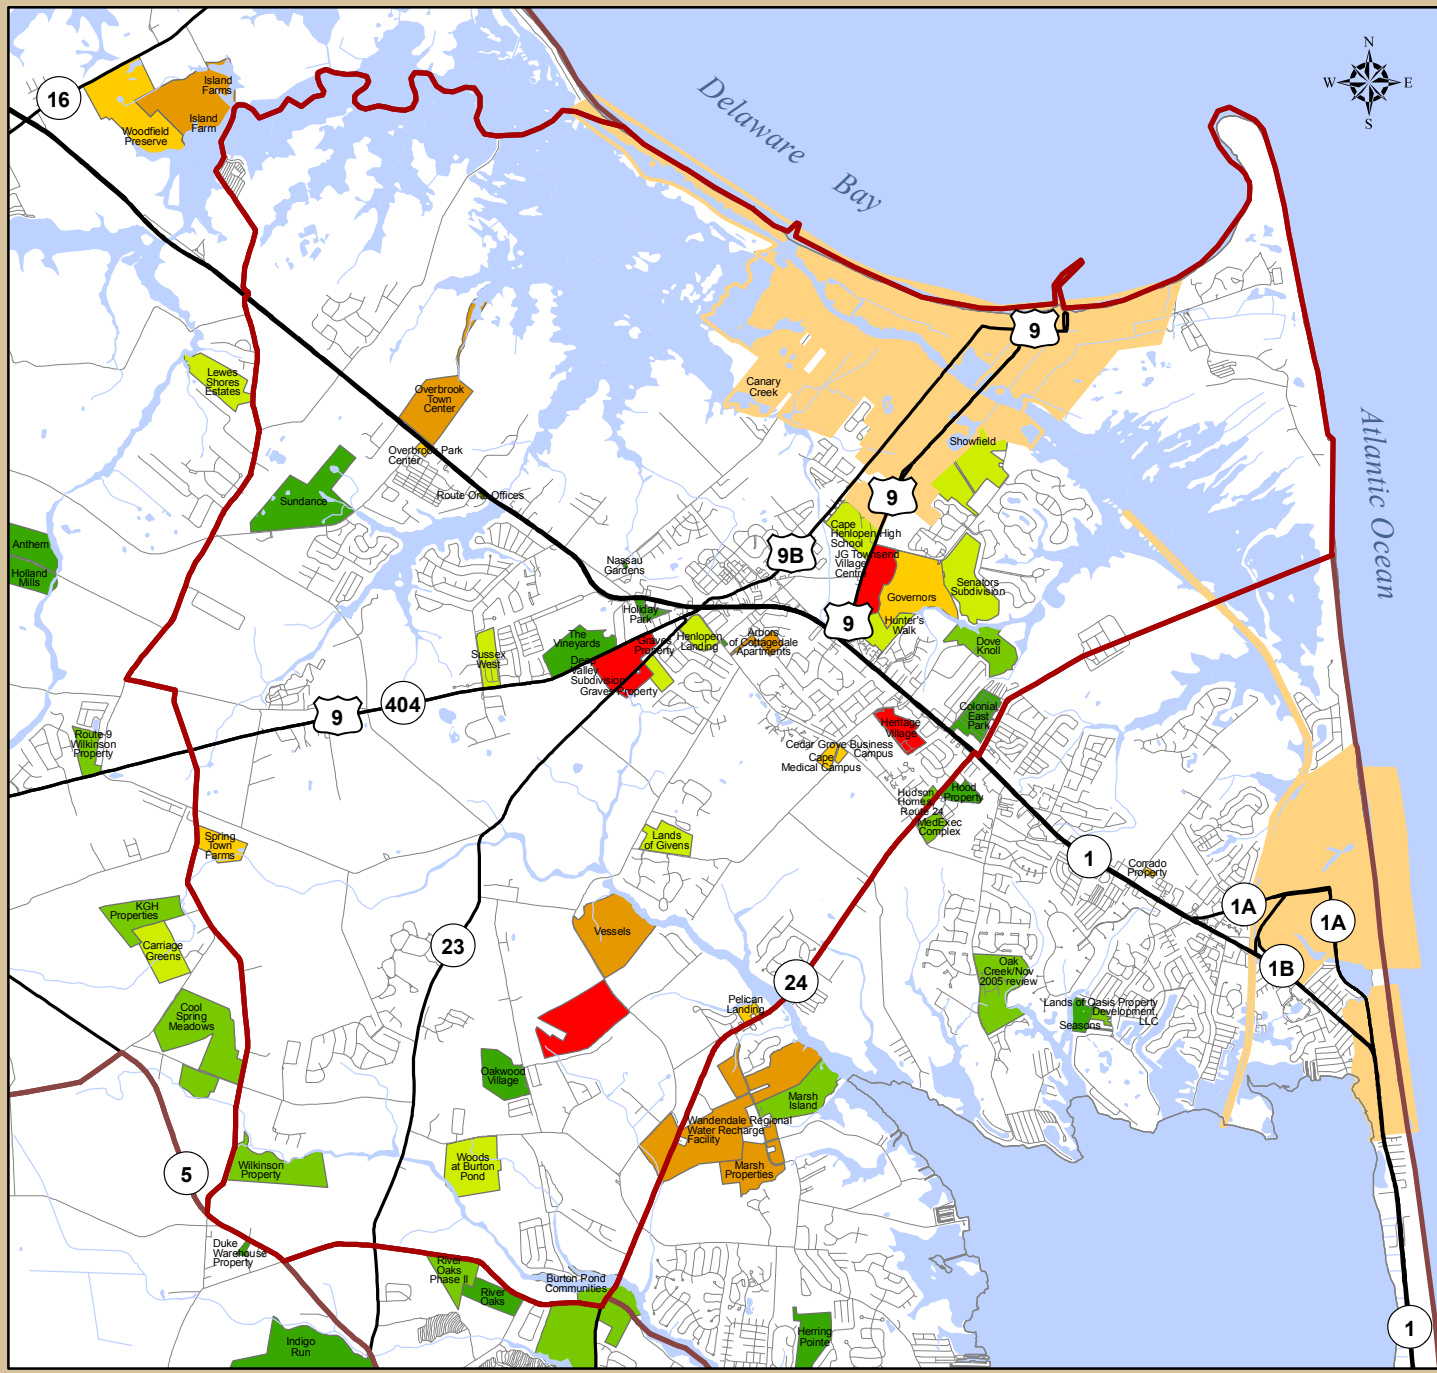 N
W
E
S
16
Island
Farms
Island
Farm
Woodfield
Preserve
Delaware
Bay
9
Atlantic Ocean
Lewes
Shores
Estates
Overbrook
Town
Center
Canary
Creek
Overbrook Park
Center
Route One Offices
Showfield
Sundance
9
Cape
Henlopen High
School
JG Townsend
Village
Centre
9B
Anthem
Holland
Mills
Nassau
Gardens
Governors
Senators
Subdivision
Holiday
Park
9
Hunter's
Walk
Dove
Knoll
The
Vineyards
Graves
Property
Henlopen
Landing
Arbors
of Cottagedale
Apartments
Sussex
West
Deep
Valley
Subdivision
Graves Property
9
404
Colonial
East
Park
Heritage
Village
Route 9
Wilkinson
Property
Cedar Grove Business
Campus
Cape
Medical Campus
Hudson
Homes,
Route 24
Hood
Property
MedExec
Complex
Spring
Town
Farms
Lands
of Givens
1
Corrado
Property
1A
1A
KGH
Properties
Carriage
Greens
23
Vessels
24
1B
Oak
Creek/Nov
2005 review
Cool
Spring
Meadows
Pelican
Landing
Lands of Oasis Property
Development,
LLC
Seasons
Oakwood
Village
Marsh
Island
Wandendale Regional
Water Recharge
Facility
Marsh
Properties
5
Wilkinson
Property
Woods
at Burton
Pond
Duke
Warehouse
Property
River
Oaks
Phase II
River
Oaks
Burton Pond
Communities
Indigo
Run
Herring
Pointe
1